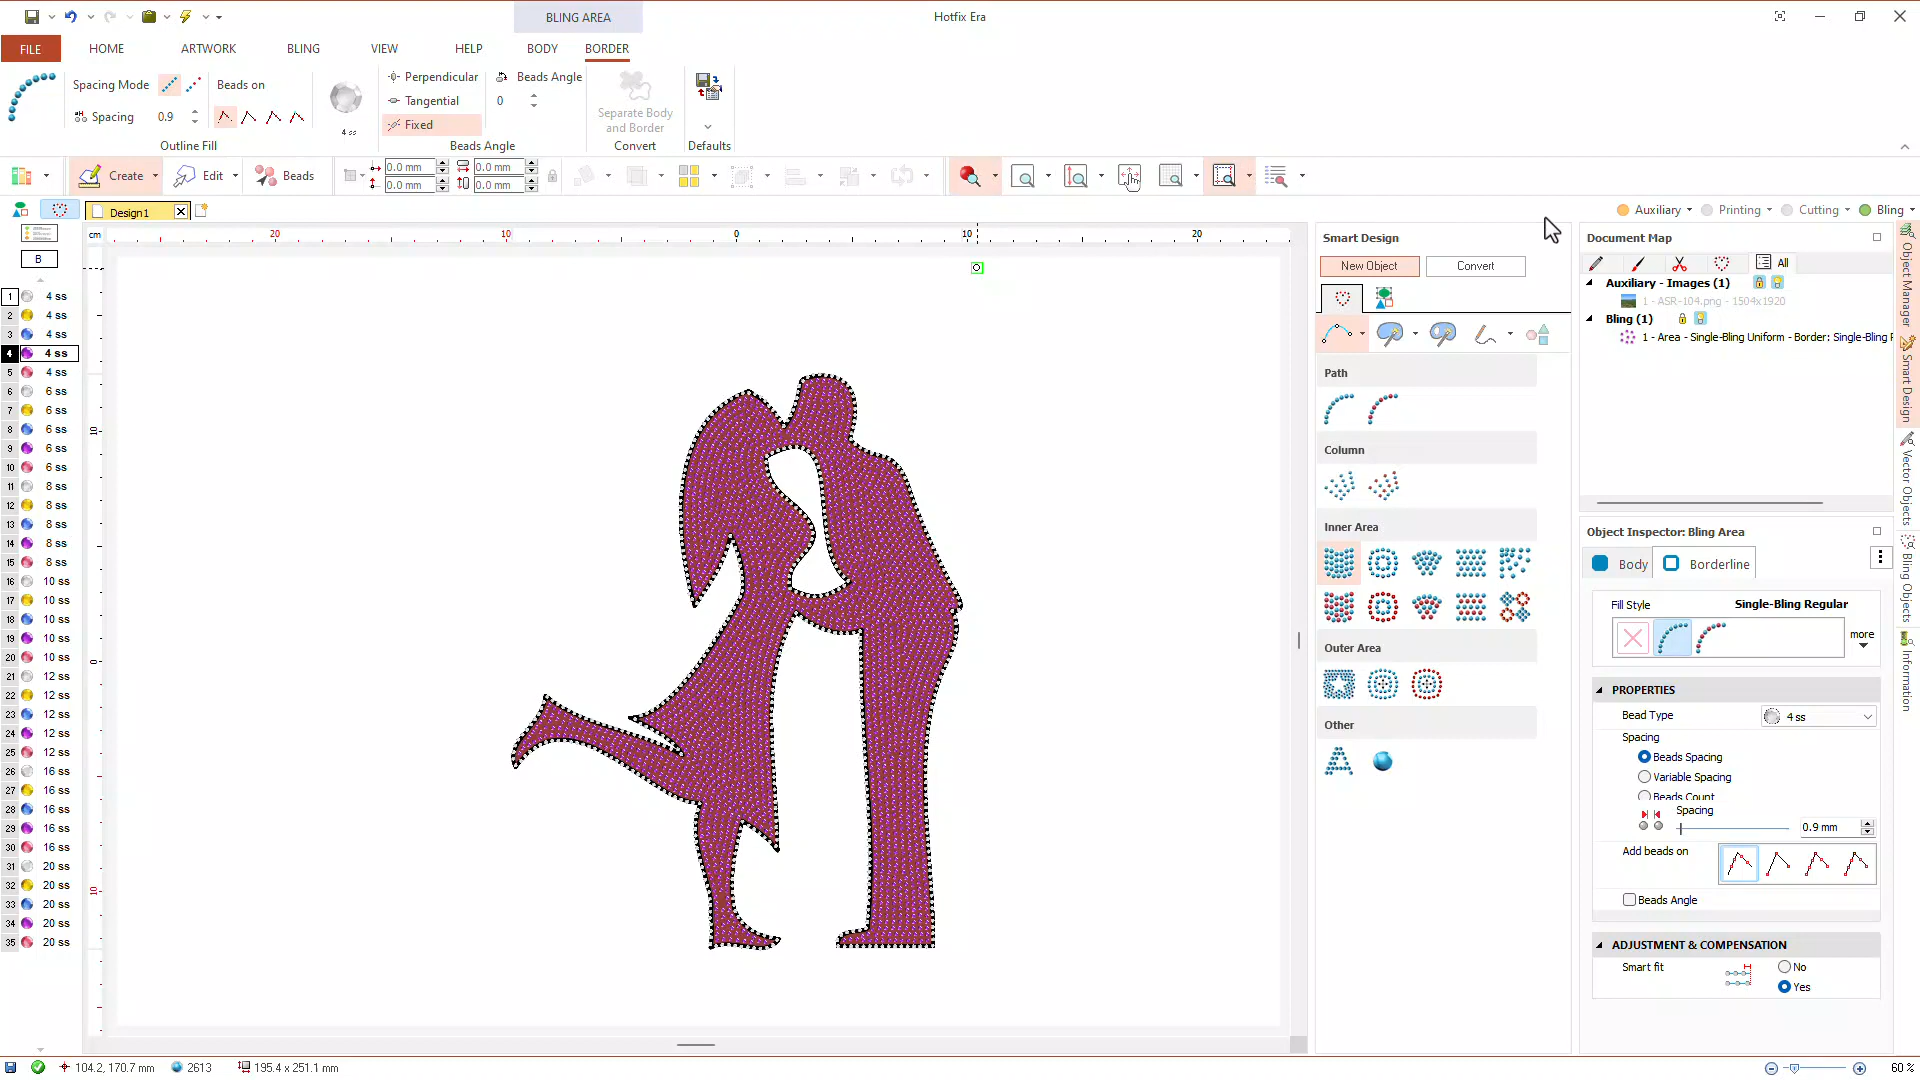 BLING AREA
Hotfix Era
FILE
HOME
ARTWORK
BLING
VIEW
HELP
BODY
BORDER
Spacing Mode
Beads on
Spacing
0.9
4 ss
Outline Fill
Perpendicular
Tangential
Fixed
Beads Angle
0
Beads Angle
Separate Body
and Border
Convert
Defaults
Create
Edit
Beads
0.0 mm
0.0 mm
0.0 mm
0.0 mm
Design1
Auxiliary
Printing
Cutting
Bling
B
1 4 ss
2 4 ss
3 4 ss
4 4 ss
5 4 ss
6 6 ss
7 6 ss
8 6 ss
9 6 ss
10 6 ss
11 8 ss
12 8 ss
13 8 ss
14 8 ss
15 8 ss
16 10 ss
17 10 ss
18 10 ss
19 10 ss
20 10 ss
21 12 ss
22 12 ss
23 12 ss
24 12 ss
25 12 ss
26 16 ss
27 16 ss
28 16 ss
29 16 ss
30 16 ss
31 20 ss
32 20 ss
33 20 ss
34 20 ss
35 20 ss
cm
20
10
0
10
20
10
0
10
Smart Design
New Object
Convert
Path
Column
Inner Area
Outer Area
Other
Document Map
All
Auxiliary - Images (1)
1 - ASR-104.png - 1504x1920
Bling (1)
1 - Area - Single-Bling Uniform - Border: Single-Bling
Object Inspector: Bling Area
Body
Borderline
Fill Style
Single-Bling Regular
more
PROPERTIES
Bead Type
4 ss
Spacing
Beads Spacing
Variable Spacing
Beads Count
Spacing
0.9 mm
Add beads on
Beads Angle
ADJUSTMENT & COMPENSATION
Smart fit
No
Yes
Object Manager
Smart Design
Vector Objects
Bling Objects
Information
104.2, 170.7 mm
2613
195.4 x 251.1 mm
60 %